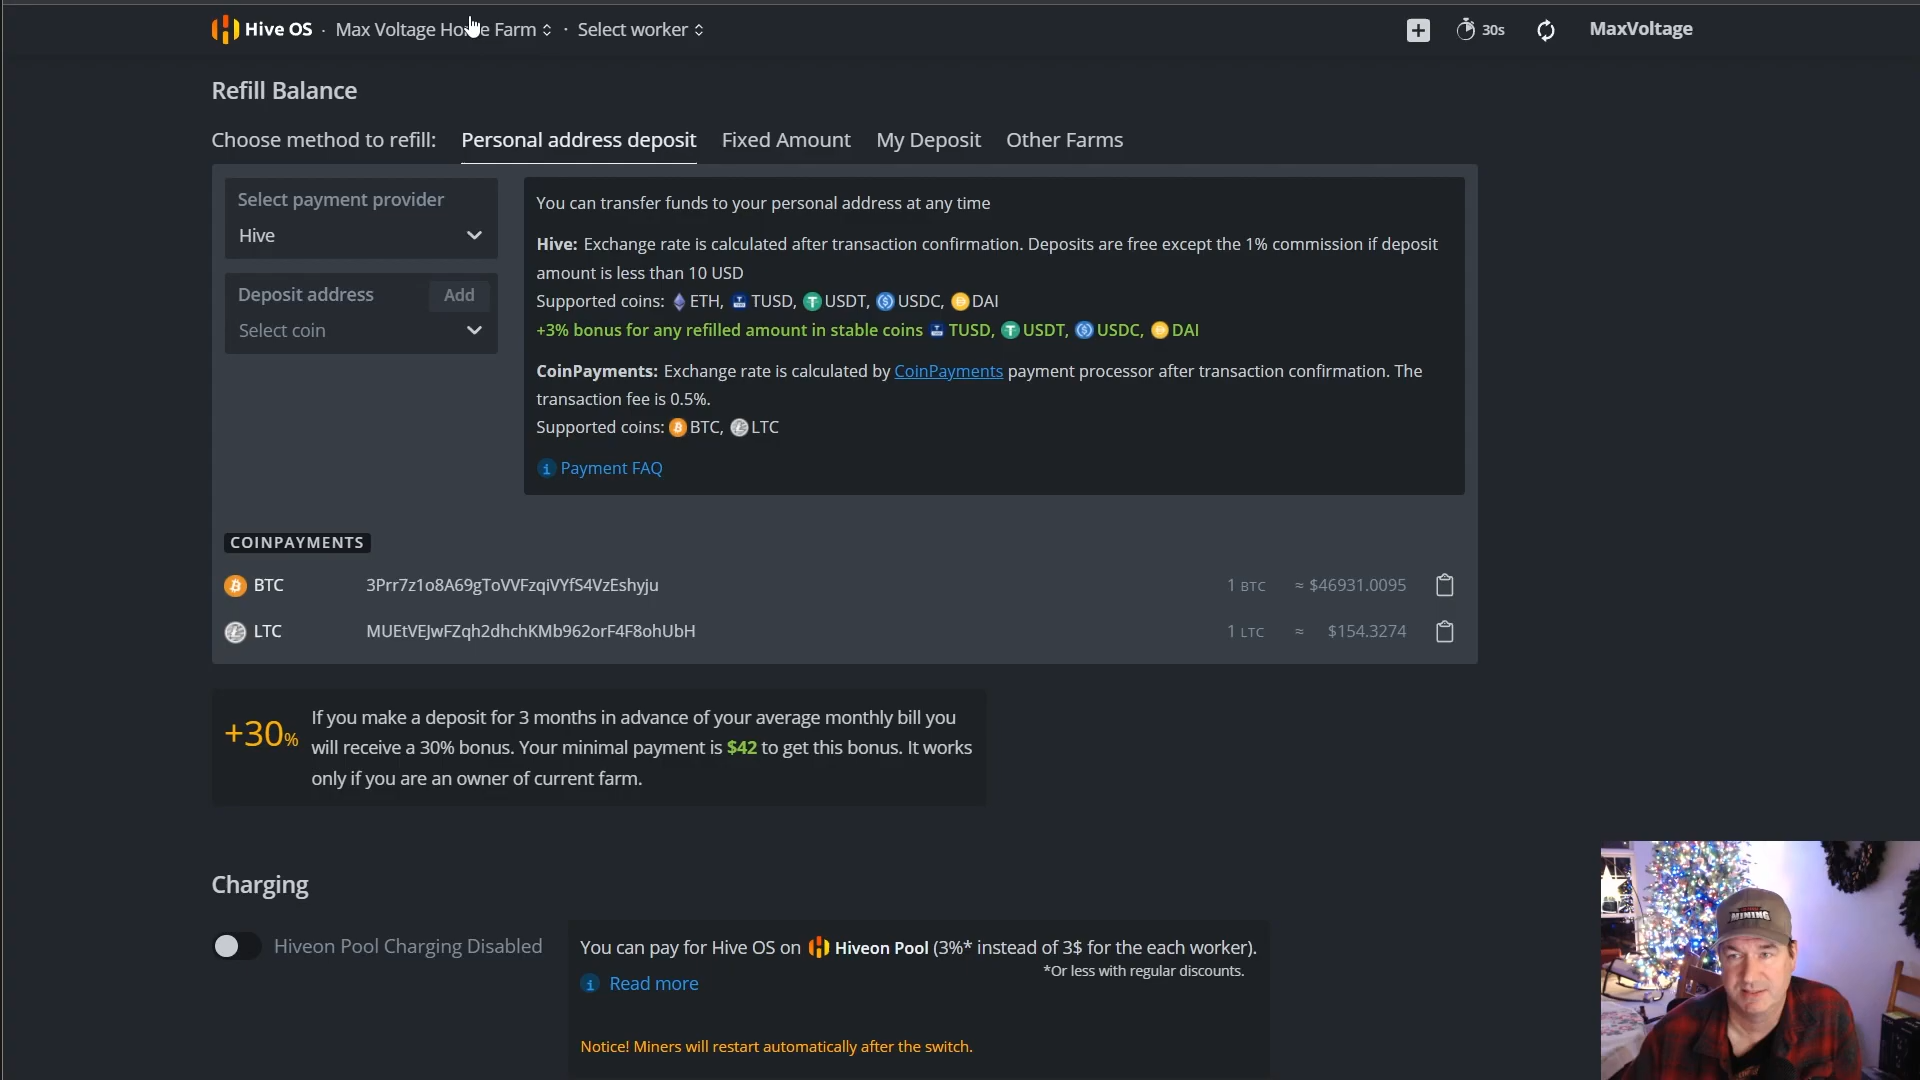 Hive OS · Max Voltage Home Farm · Select worker
30s
MaxVoltage
Refill Balance
Choose method to refill: Personal address deposit Fixed Amount My Deposit Other Farms
Select payment provider
Hive
Deposit address Add
Select coin
You can transfer funds to your personal address at any time
Hive: Exchange rate is calculated after transaction confirmation. Deposits are free except the 1% commission if deposit
amount is less than 10 USD
Supported coins: ETH, TUSD, USDT, USDC, DAI
+3% bonus for any refilled amount in stable coins TUSD, USDT, USDC, DAI
CoinPayments: Exchange rate is calculated by CoinPayments payment processor after transaction confirmation. The
transaction fee is 0.5%.
Supported coins: BTC, LTC
Payment FAQ
COINPAYMENTS
BTC 3Prr7z1o8A69gToVVFzqiVYfS4VzEshyju 1 BTC ≈ $46931.0095
LTC MUEtVEJwFZqh2dhchKMb962orF4F8ohUbH 1 LTC ≈ $154.3274
+30%
If you make a deposit for 3 months in advance of your average monthly bill you
will receive a 30% bonus. Your minimal payment is $42 to get this bonus. It works
only if you are an owner of current farm.
Charging
Hiveon Pool Charging Disabled
You can pay for Hive OS on Hiveon Pool (3%* instead of 3$ for the each worker).
*Or less with regular discounts.
Read more
Notice! Miners will restart automatically after the switch.
MINING